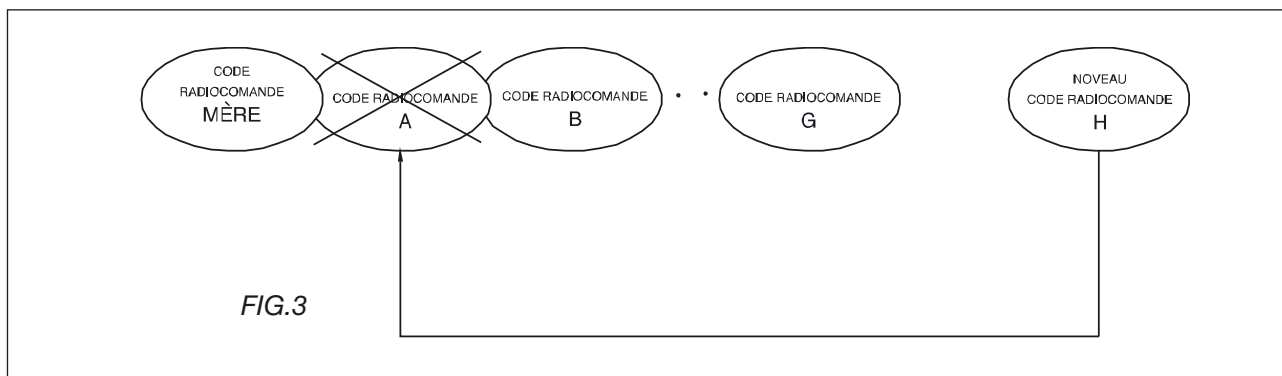 CODE
RADIOCOMANDE
MÈRE
CODE RADIOCOMANDE
A
CODE RADIOCOMANDE
B
CODE RADIOCOMANDE
G
NOVEAU
CODE RADIOCOMANDE
H
FIG.3